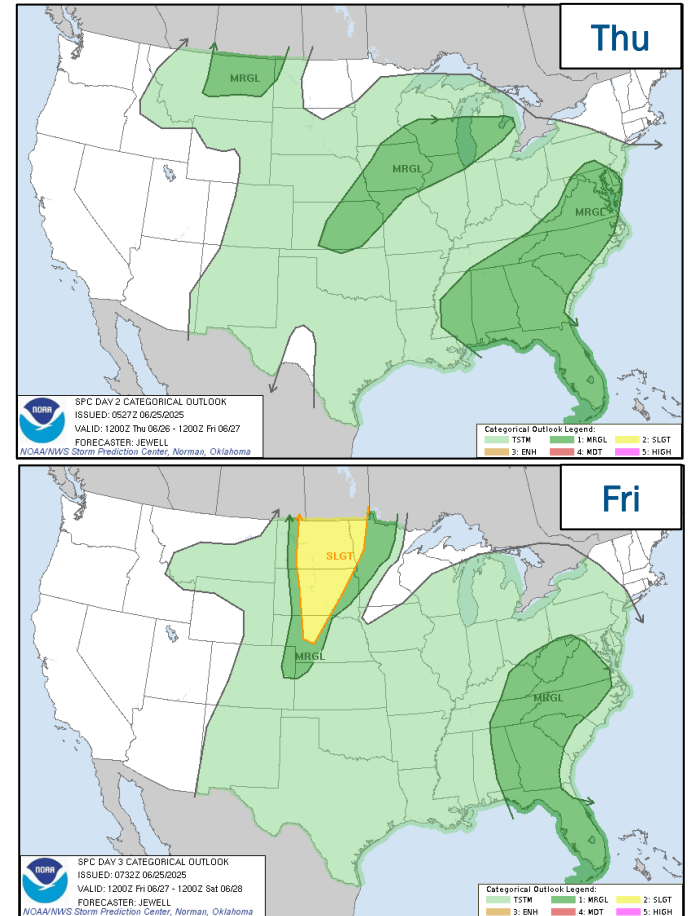 Thu
MRGL
MRGL
MRGL
NOAA
SPC DAY 2 CATEGORICAL OUTLOOK
ISSUED: 0527Z 06/25/2025
VALID: 1200Z Thu 06/26 - 1200Z Fri 06/27
FORECASTER: JEWELL
NOAA/NWS Storm Prediction Center, Norman, Oklahoma
Categorical Outlook Legend:
TSTM 1: MRGL 2: SLGT
3: ENH 4: MDT 5: HIGH
Fri
SLGT
MRGL
MRGL
NOAA
SPC DAY 3 CATEGORICAL OUTLOOK
ISSUED: 0732Z 06/25/2025
VALID: 1200Z Fri 06/27 - 1200Z Sat 06/28
FORECASTER: JEWELL
NOAA/NWS Storm Prediction Center, Norman, Oklahoma
Categorical Outlook Legend:
TSTM 1: MRGL 2: SLGT
3: ENH 4: MDT 5: HIGH